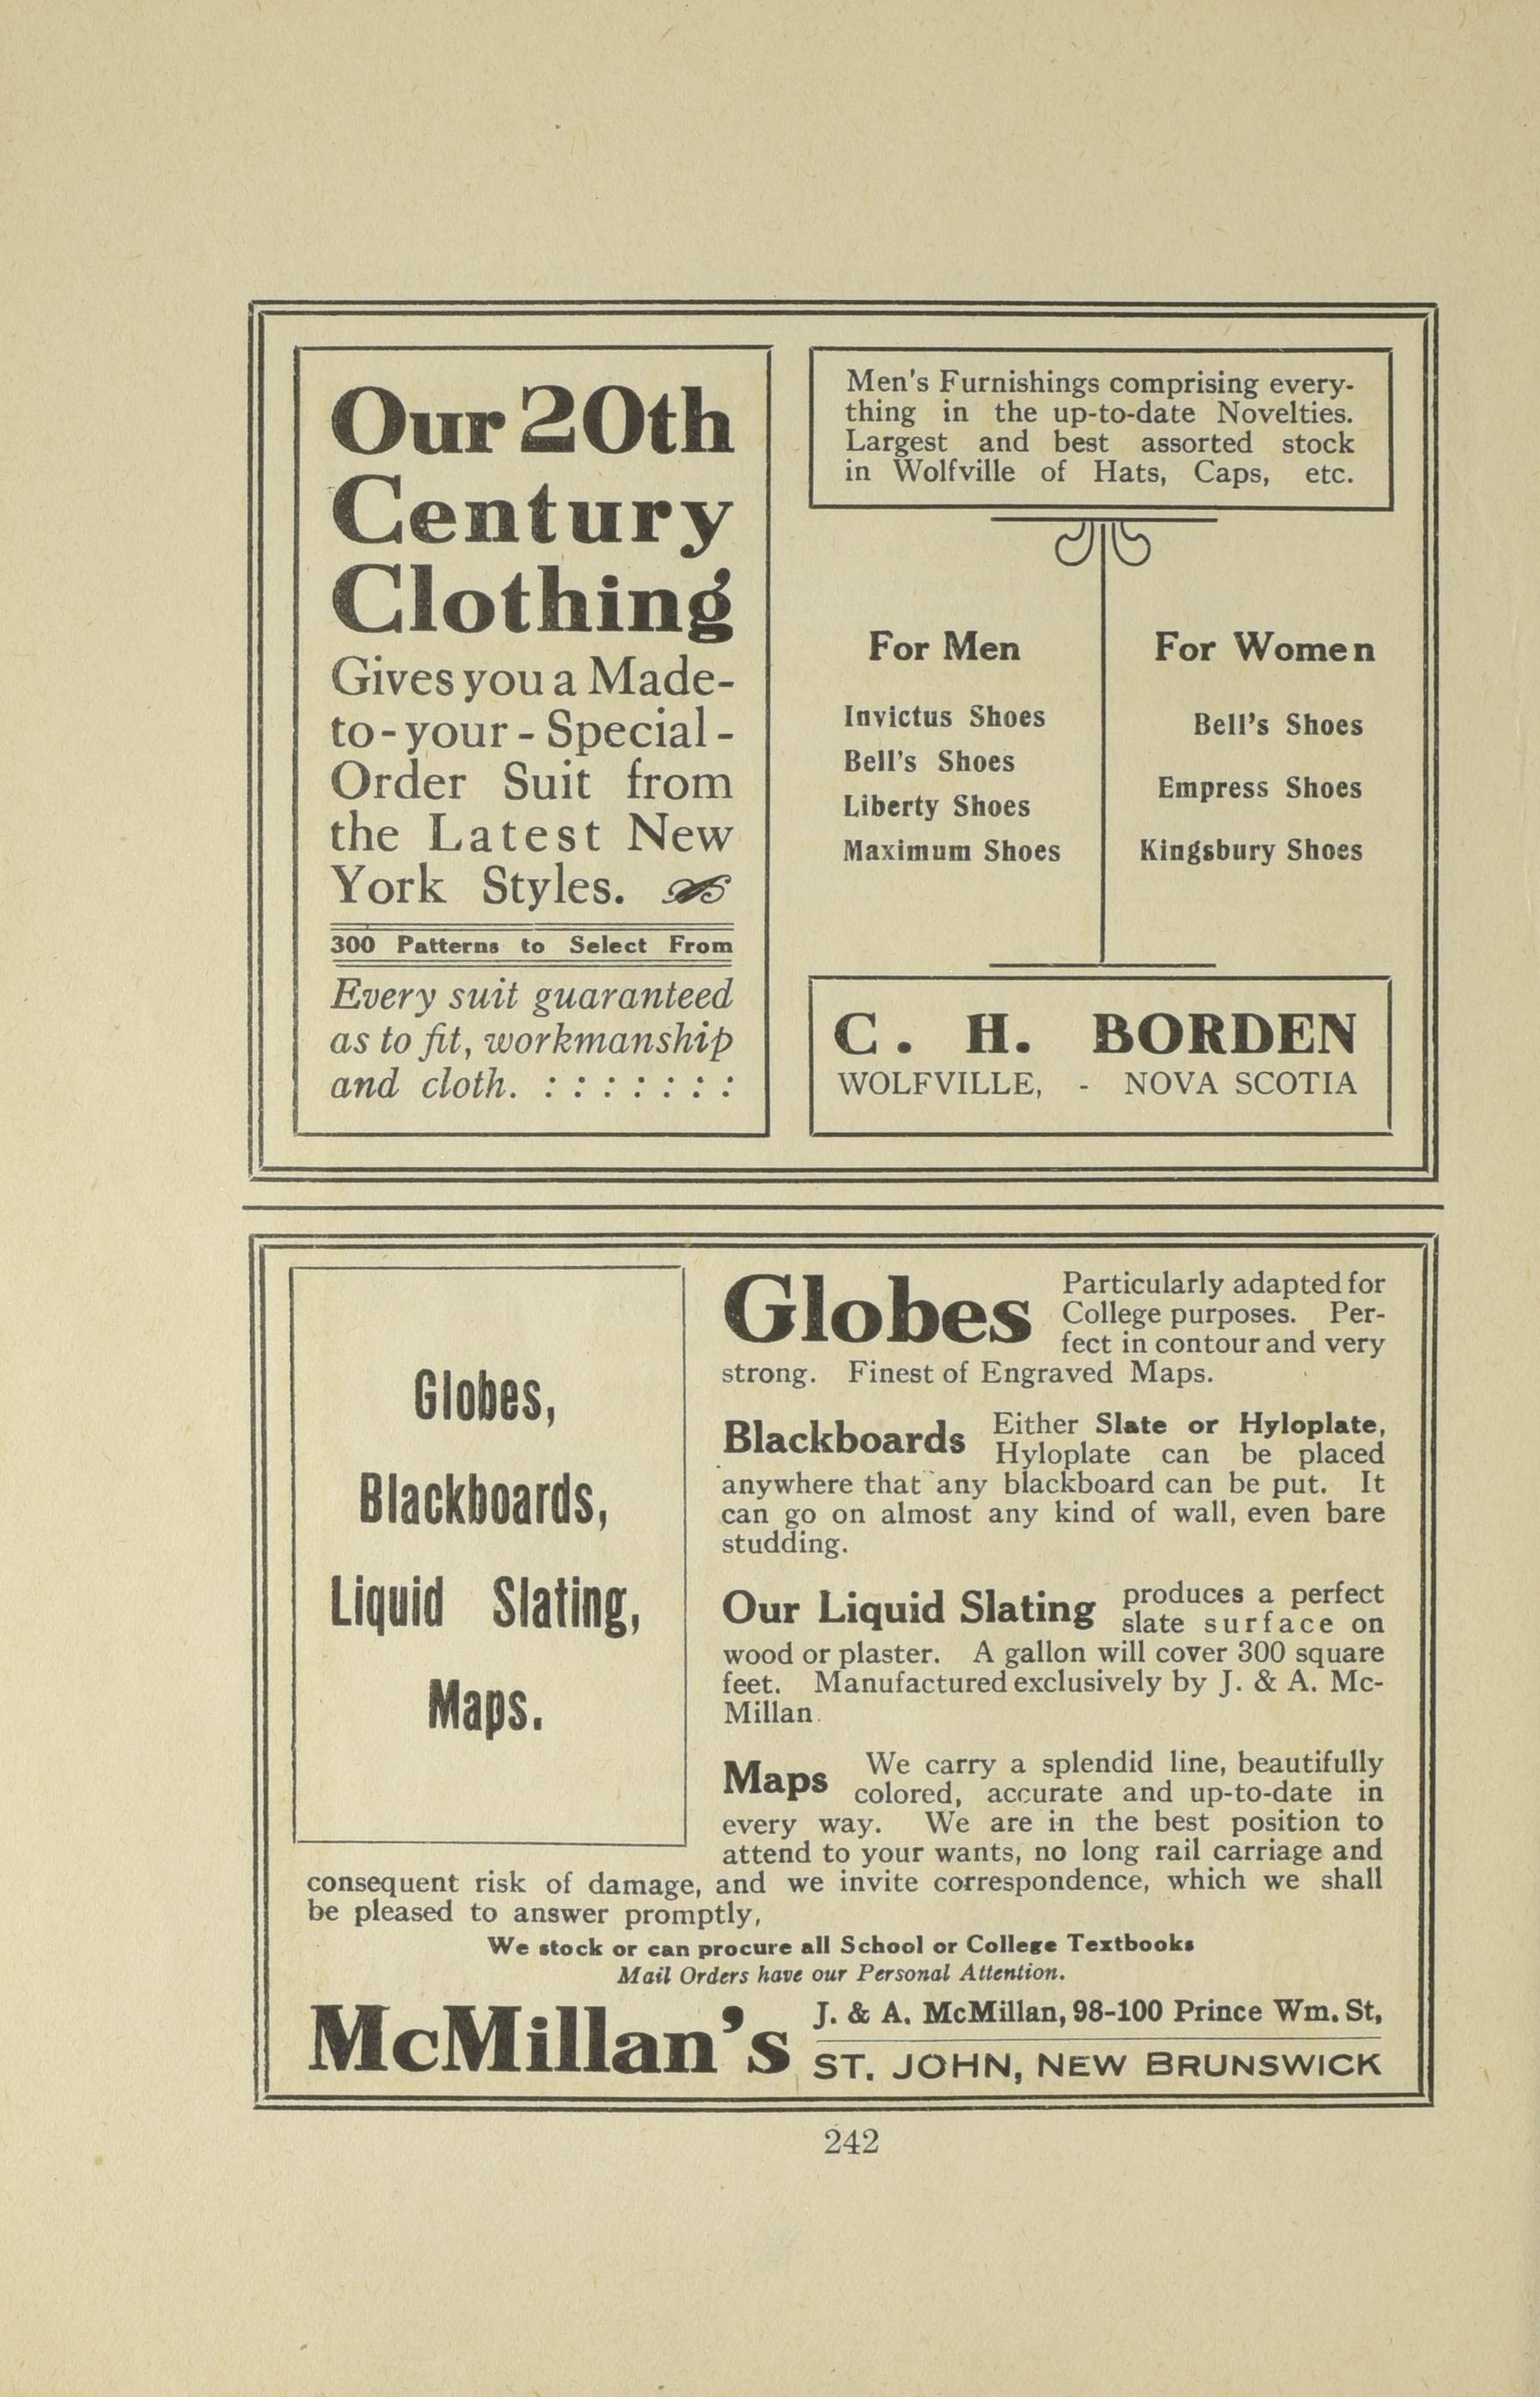 Our 20th
Century
Clothing
Gives you a Made-
to-your-Special-
Order Suit from
the Latest New
York Styles.
300 Patterns to Select From
Every suit guaranteed
as to fit, workmanship
and cloth. : : : : : : :
Men's Furnishings comprising every-
thing in the up-to-date Novelties.
Largest and best assorted stock
in Wolfville of Hats, Caps, etc.
For Men
Invictus Shoes
Bell's Shoes
Liberty Shoes
Maximum Shoes
For Women
Bell's Shoes
Empress Shoes
Kingsbury Shoes
C. H. BORDEN
WOLFVILLE, - NOVA SCOTIA
Globes,
Blackboards,
Liquid Slating,
Maps.
Globes Particularly adapted for
College purposes. Per-
fect in contour and very
strong. Finest of Engraved Maps.
Blackboards Either Slate or Hyloplate,
Hyloplate can be placed
anywhere that any blackboard can be put. It
can go on almost any kind of wall, even bare
studding.
Our Liquid Slating produces a perfect
slate surface on
wood or plaster. A gallon will cover 300 square
feet. Manufactured exclusively by J. & A. Mc-
Millan.
Maps We carry a splendid line, beautifully
colored, accurate and up-to-date in
every way. We are in the best position to
attend to your wants, no long rail carriage and
consequent risk of damage, and we invite correspondence, which we shall
be pleased to answer promptly,
We stock or can procure all School or College Textbooks
Mail Orders have our Personal Attention.
McMillan's J. & A. McMillan, 98-100 Prince Wm. St,
ST. JOHN, NEW BRUNSWICK
242